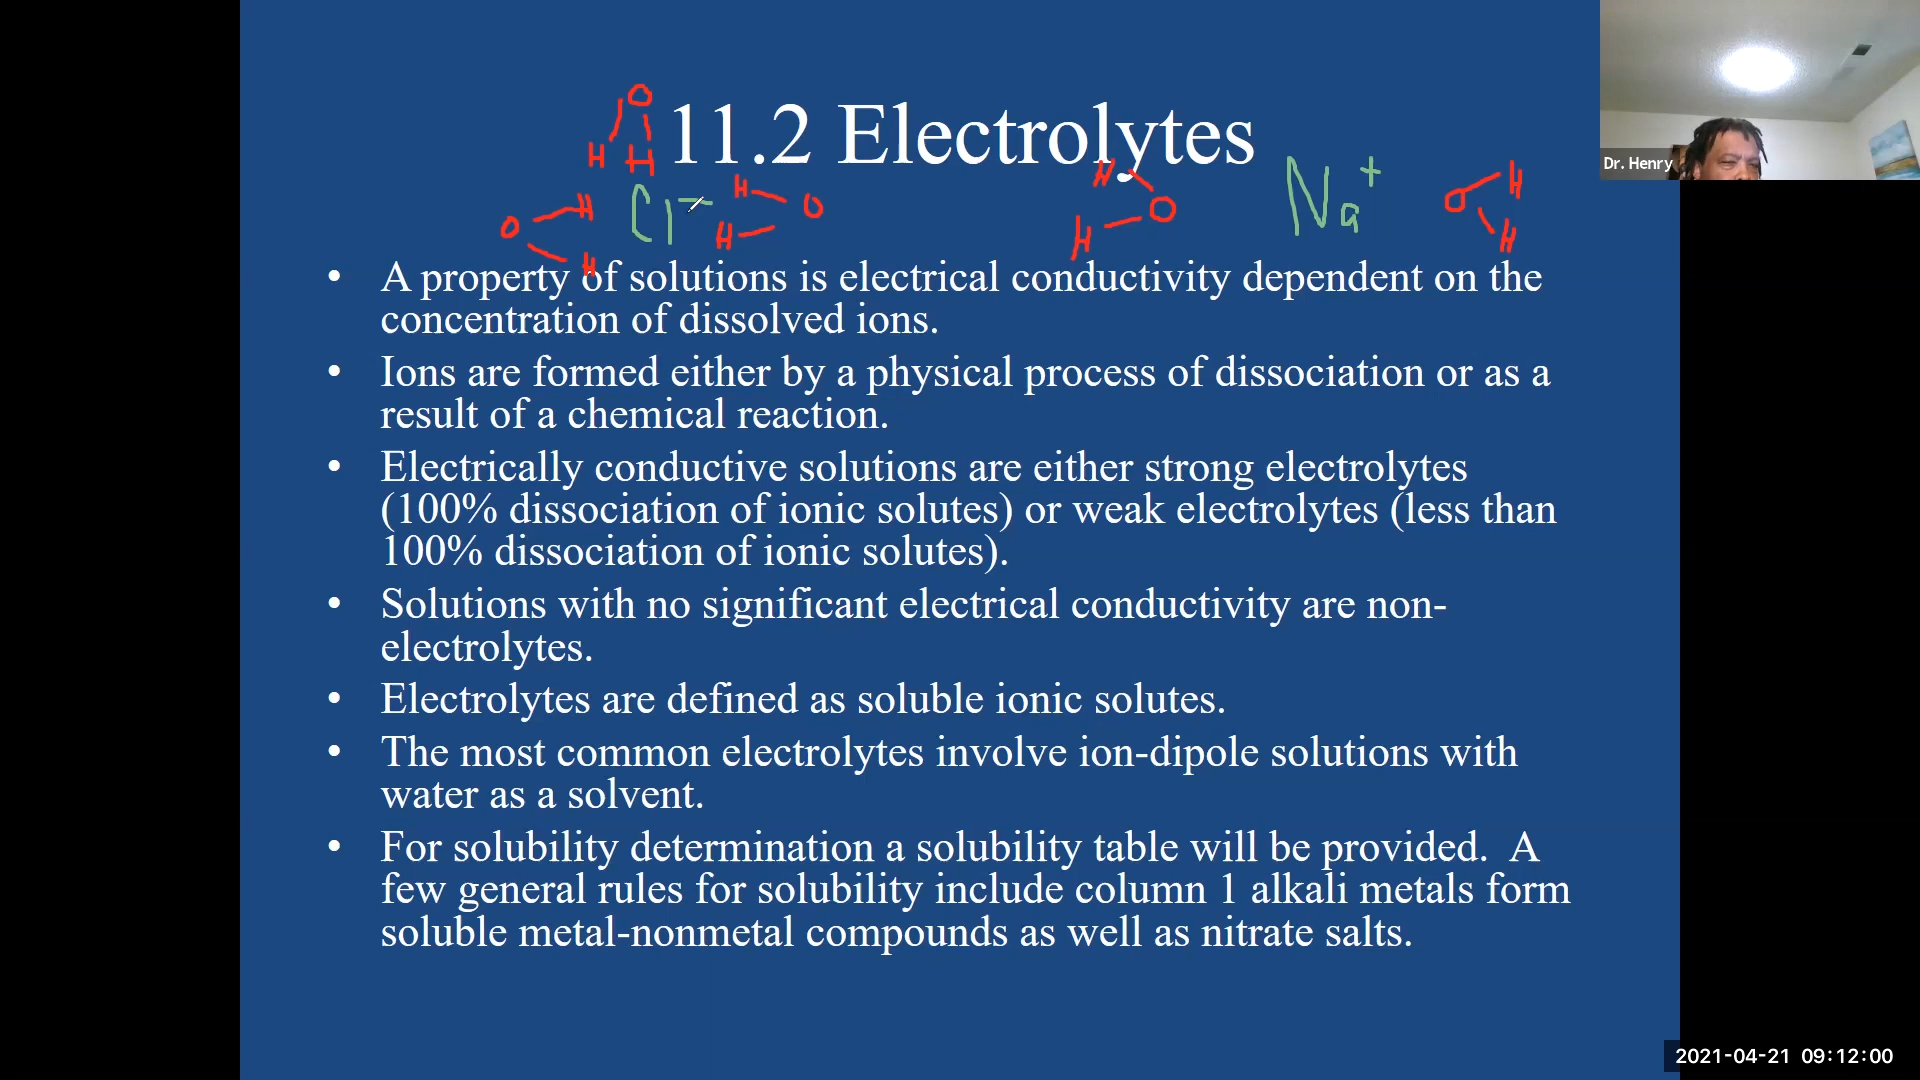 O
H H
11.2 Electrolytes
H
Na+
H
O H
Cl-
H
O
H
O
O
H
H
H
H
Dr. Henry
• A property of solutions is electrical conductivity dependent on the
concentration of dissolved ions.
• Ions are formed either by a physical process of dissociation or as a
result of a chemical reaction.
• Electrically conductive solutions are either strong electrolytes
(100% dissociation of ionic solutes) or weak electrolytes (less than
100% dissociation of ionic solutes).
• Solutions with no significant electrical conductivity are non-
electrolytes.
• Electrolytes are defined as soluble ionic solutes.
• The most common electrolytes involve ion-dipole solutions with
water as a solvent.
• For solubility determination a solubility table will be provided.  A
few general rules for solubility include column 1 alkali metals form
soluble metal-nonmetal compounds as well as nitrate salts.
2021-04-21 09:12:00